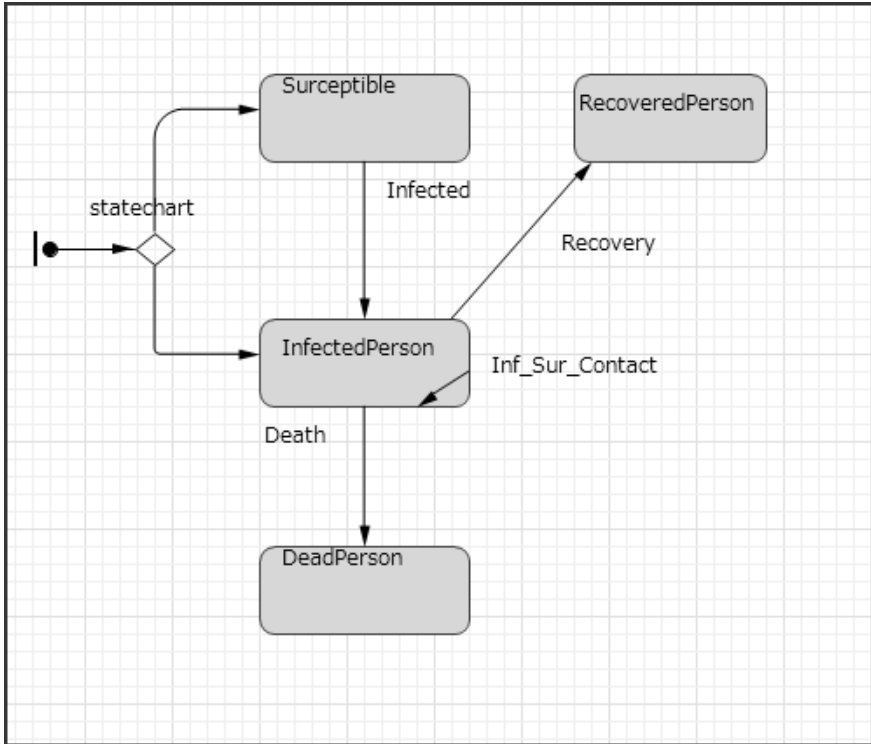 Surceptible
RecoveredPerson
Infected
statechart
Recovery
InfectedPerson
Inf_Sur_Contact
Death
DeadPerson